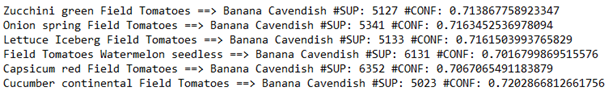 Zucchini green Field Tomatoes ==> Banana Cavendish #SUP: 5127 #CONF: 0.713867758923347
Onion spring Field Tomatoes ==> Banana Cavendish #SUP: 5341 #CONF: 0.7163452536978094
Lettuce Iceberg Field Tomatoes ==> Banana Cavendish #SUP: 5133 #CONF: 0.7161503993765829
Field Tomatoes Watermelon seedless ==> Banana Cavendish #SUP: 6131 #CONF: 0.7016799869515576
Capsicum red Field Tomatoes ==> Banana Cavendish #SUP: 6352 #CONF: 0.7067065491183879
Cucumber continental Field Tomatoes ==> Banana Cavendish #SUP: 5023 #CONF: 0.7202866812661756